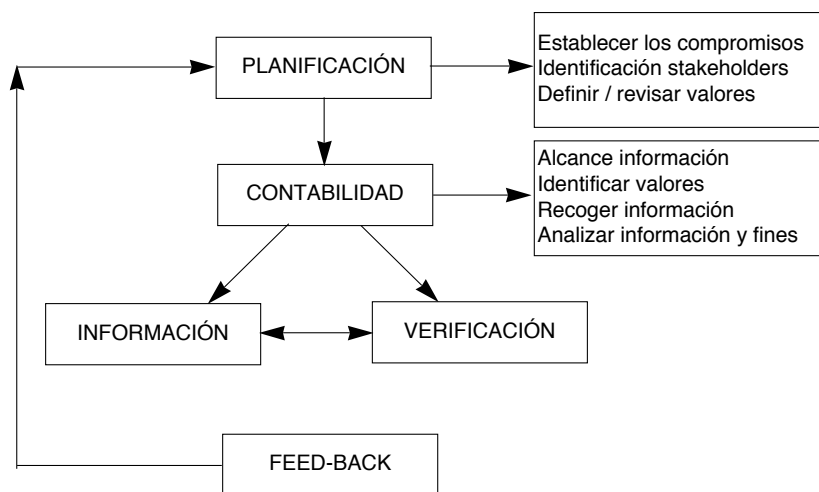 PLANIFICACIÓN
Establecer los compromisos
Identificación stakeholders
Definir / revisar valores
CONTABILIDAD
Alcance información
Identificar valores
Recoger información
Analizar información y fines
INFORMACIÓN
VERIFICACIÓN
FEED-BACK